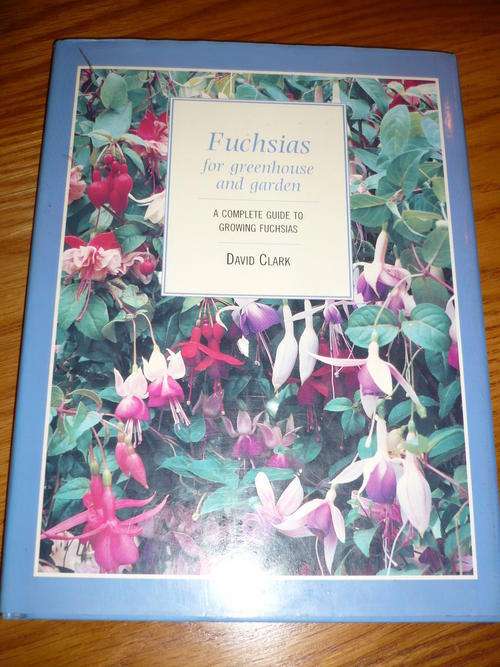 Fuchsias
for greenhouse
and garden
A COMPLETE GUIDE TO
GROWING FUCHSIAS
DAVID CLARK